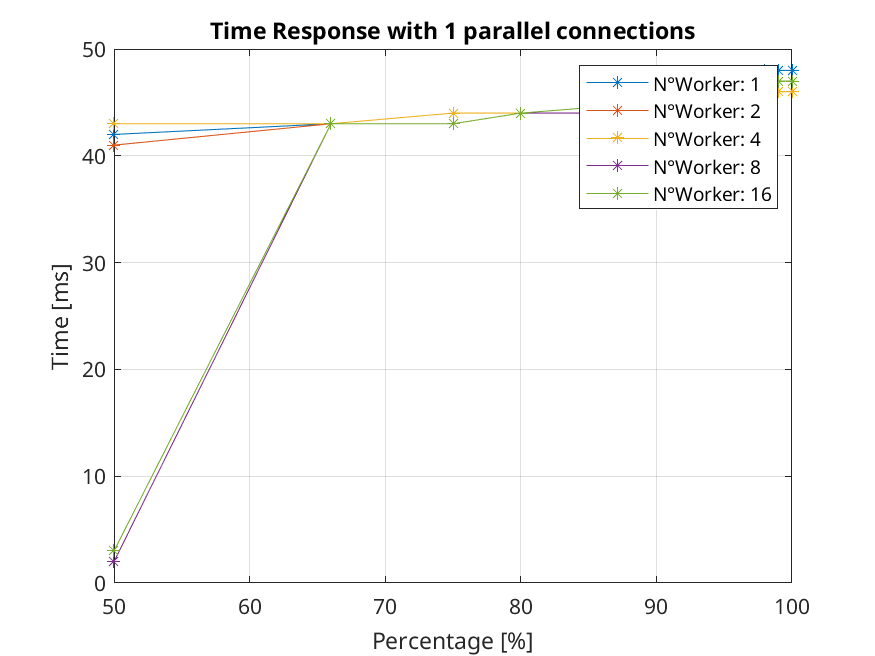 Time Response with 1 parallel connections
50
40
30
20
10
0
Time [ms]
N°Worker: 1
N°Worker: 2
N°Worker: 4
N°Worker: 8
N°Worker: 16
50 60 70 80 90 100
Percentage [%]